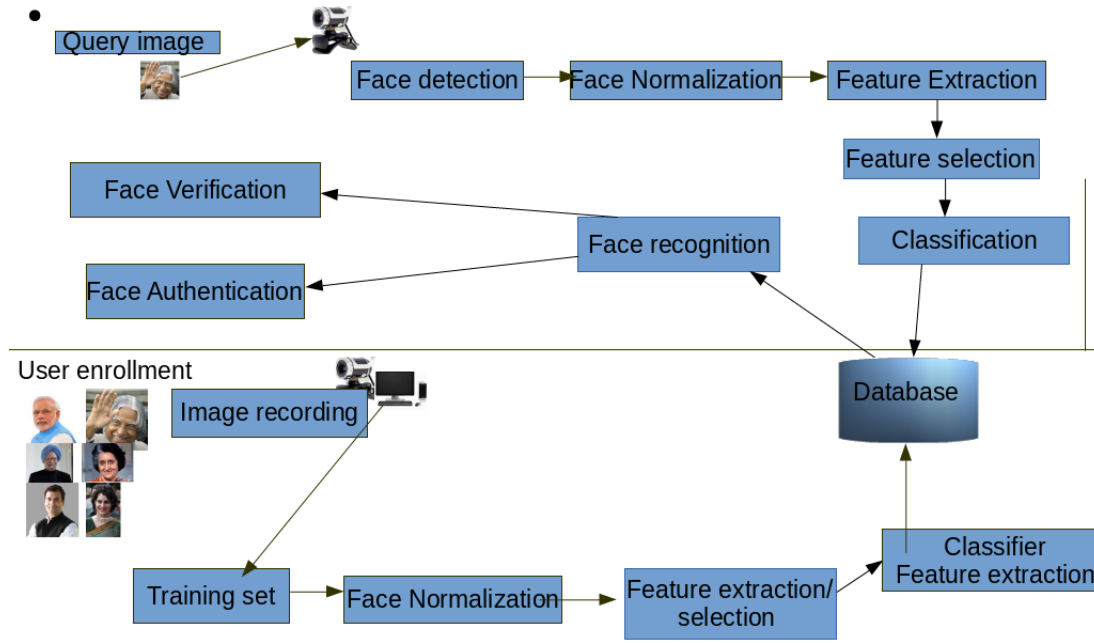 Query image
Face detection
Face Normalization
Feature Extraction
Feature selection
Face Verification
Face recognition
Classification
Face Authentication
User enrollment
Image recording
Database
Training set
Face Normalization
Feature extraction/
selection
Classifier
Feature extraction